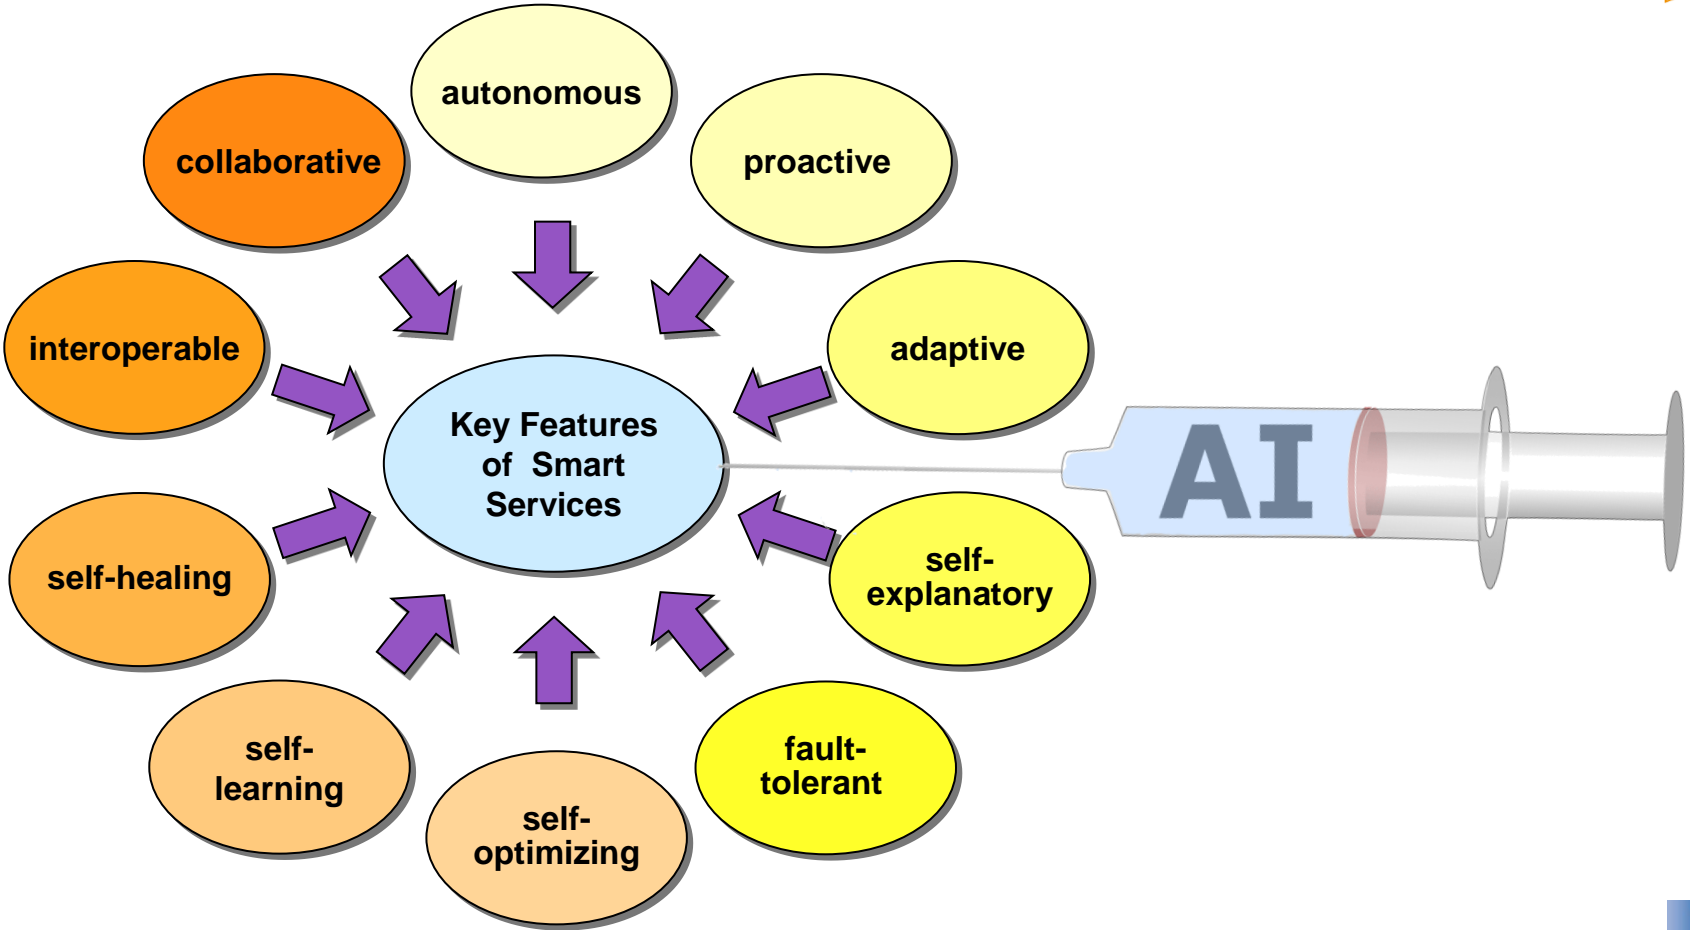 autonomous
collaborative
proactive
interoperable
adaptive
Key Features
of Smart
Services
AI
self-
explanatory
self-healing
self-
learning
fault-
tolerant
self-
optimizing